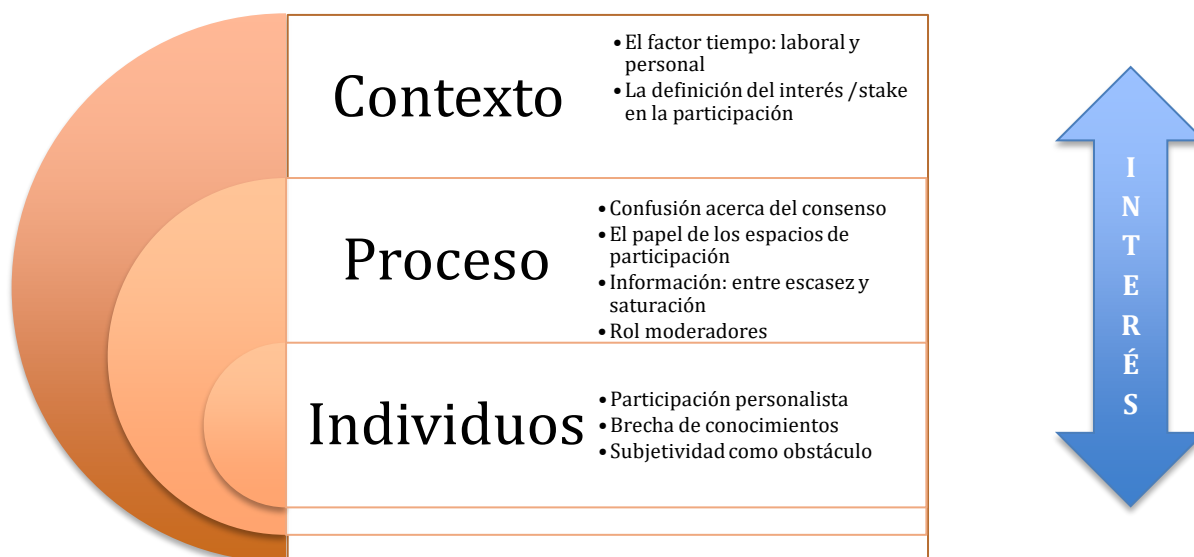 Contexto
• El factor tiempo: laboral y
personal
• La definición del interés /stake
en la participación
Proceso
• Confusión acerca del consenso
• El papel de los espacios de
participación
• Información: entre escasez y
saturación
• Rol moderadores
Individuos
• Participación personalista
• Brecha de conocimientos
• Subjetividad como obstáculo
I
N
T
E
R
É
S